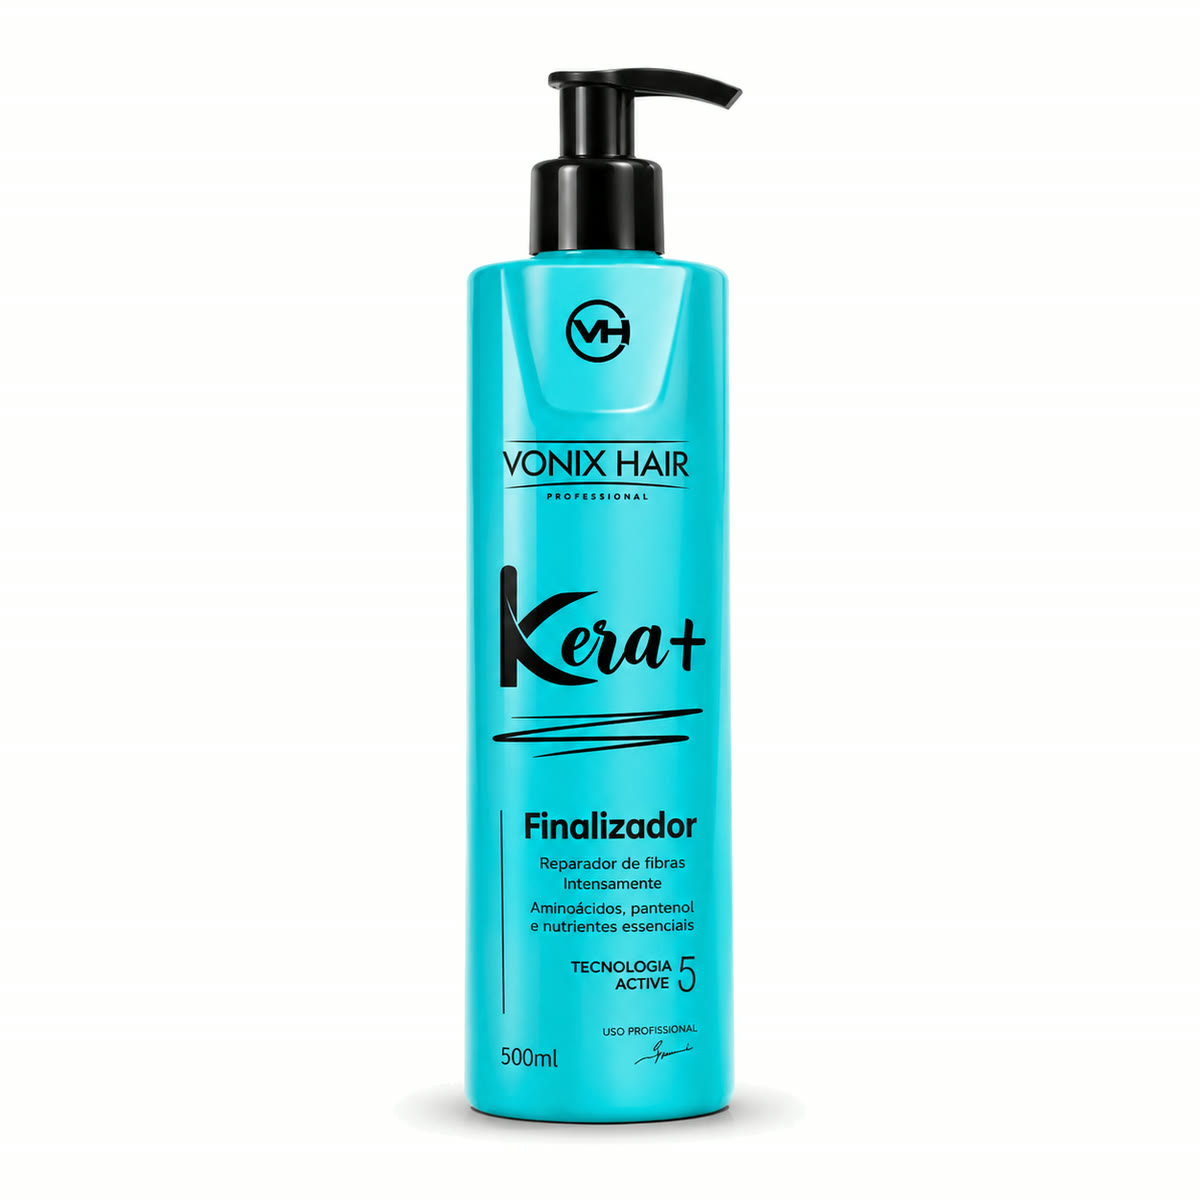 VH
VONIX HAIR
PROFESSIONAL
Kera+
Finalizador
Reparador de fibras
Intensamente
Aminoácidos, pantenol
e nutrientes essenciais
TECNOLOGIA
ACTIVE 5
USO PROFISSIONAL
500ml